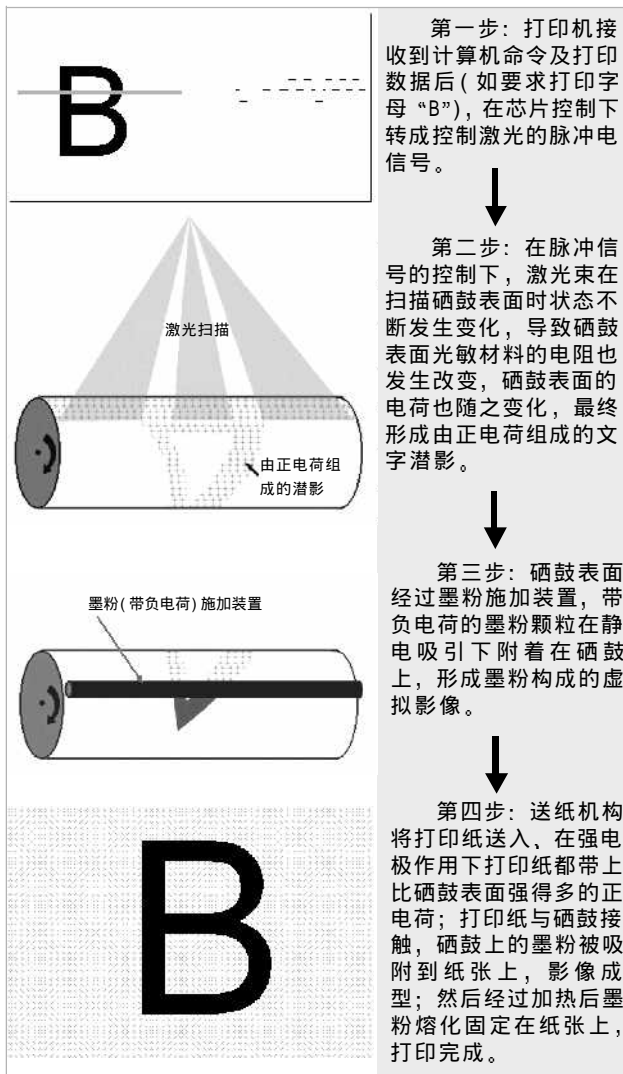 B
第一步：打印机接
收到计算机命令及打印
数据后(如要求打印字
母“B”)，在芯片控制下
转成控制激光的脉冲电
信号。
激光扫描
由正电荷组
成的潜影
第二步：在脉冲信
号的控制下，激光束在
扫描硒鼓表面时状态不
断发生变化，导致硒鼓
表面光敏材料的电阻也
发生改变，硒鼓表面的
电荷也随之变化，最终
形成由正电荷组成的文
字潜影。
墨粉(带负电荷)施加装置
第三步：硒鼓表面
经过墨粉施加装置，带
负电荷的墨粉颗粒在静
电吸引下附着在硒鼓
上，形成墨粉构成的虚
拟影像。
B
第四步：送纸机构
将打印纸送入、在强电
极作用下打印纸都带上
比硒鼓表面强得多的正
电荷；打印纸与硒鼓接
触，硒鼓上的墨粉被吸
附到纸张上，影像成
型；然后经过加热后墨
粉熔化固定在纸张上，
打印完成。